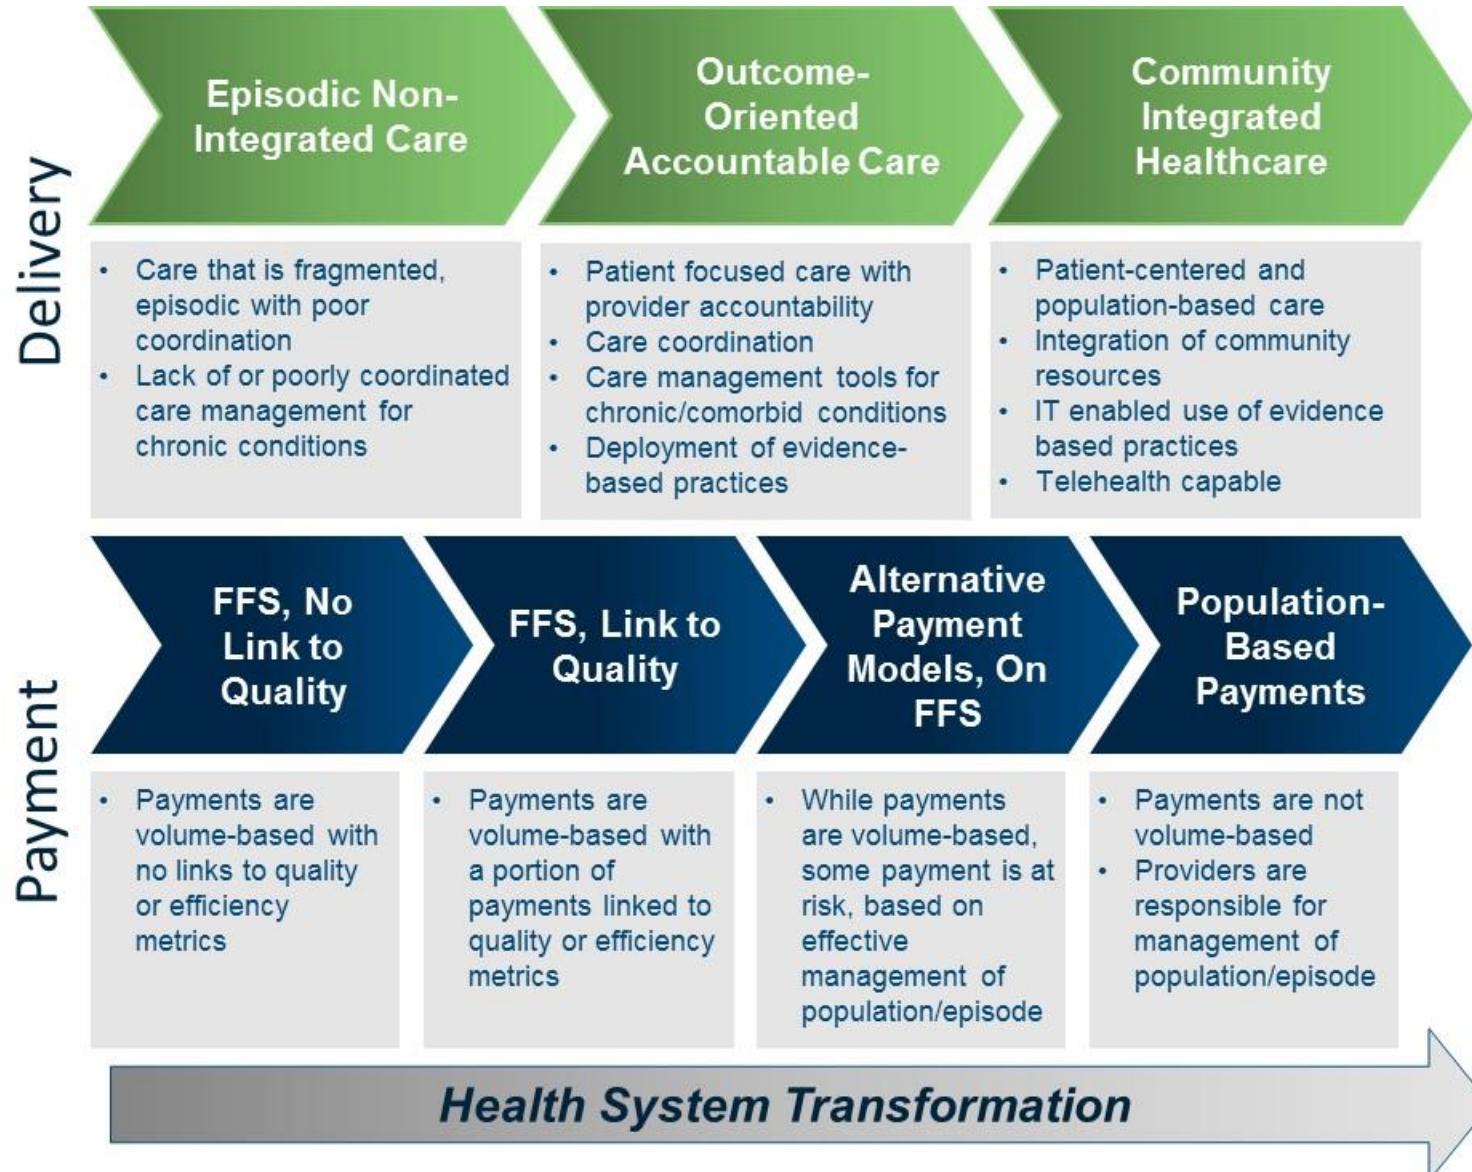 Delivery
Episodic Non-
Integrated Care
Outcome-
Oriented
Accountable Care
Community
Integrated
Healthcare
• Care that is fragmented,
episodic with poor
coordination
• Lack of or poorly coordinated
care management for
chronic conditions
• Patient focused care with
provider accountability
• Care coordination
• Care management tools for
chronic/comorbid conditions
• Deployment of evidence-
based practices
• Patient-centered and
population-based care
• Integration of community
resources
• IT enabled use of evidence
based practices
• Telehealth capable
Payment
FFS, No
Link to
Quality
FFS, Link to
Quality
Alternative
Payment
Models, On
FFS
Population-
Based
Payments
• Payments are
volume-based with
no links to quality
or efficiency
metrics
• Payments are
volume-based with
a portion of
payments linked to
quality or efficiency
metrics
• While payments
are volume-based,
some payment is at
risk, based on
effective
management of
population/episode
• Payments are not
volume-based
• Providers are
responsible for
management of
population/episode
Health System Transformation